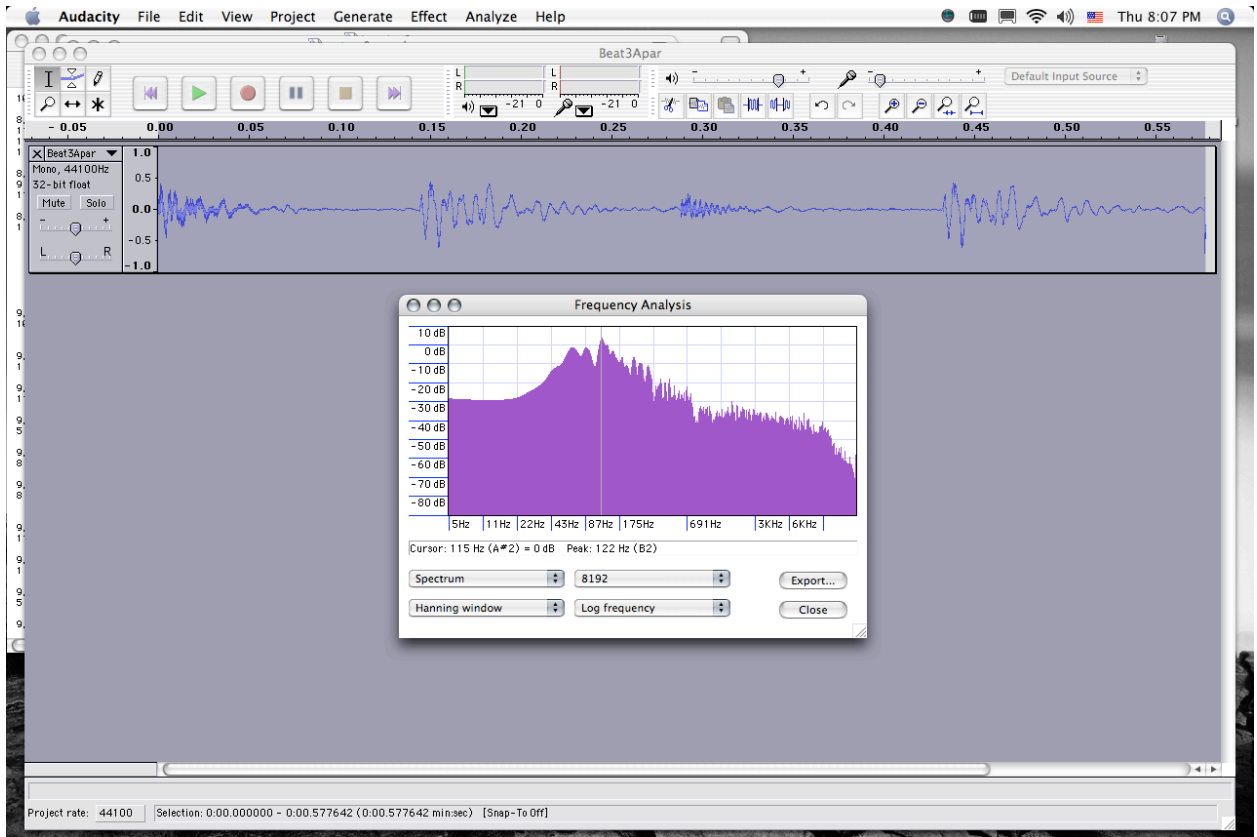 Audacity File Edit View Project Generate Effect Analyze Help Thu 8:07 PM
Beat3Apar
L
R
L
R
-21 0
-21 0
- +
- +
Default Input Source
- 0.05 0.00 0.05 0.10 0.15 0.20 0.25 0.30 0.35 0.40 0.45 0.50 0.55
X Beat3Apar
Mono, 44100Hz
32-bit float
Mute Solo
- +
L R
1.0
0.5
0.0
-0.5
-1.0
Frequency Analysis
10 dB
0 dB
-10 dB
-20 dB
-30 dB
-40 dB
-50 dB
-60 dB
-70 dB
-80 dB
5Hz 11Hz 22Hz 43Hz 87Hz 175Hz 691Hz 3KHz 6KHz
Cursor: 115 Hz (A#2) = 0 dB Peak: 122 Hz (B2)
Spectrum 8192 Export...
Hanning window Log frequency Close
Project rate: 44100 Selection: 0:00.000000 - 0:00.577642 (0:00.577642 min:sec) [Snap-To Off]